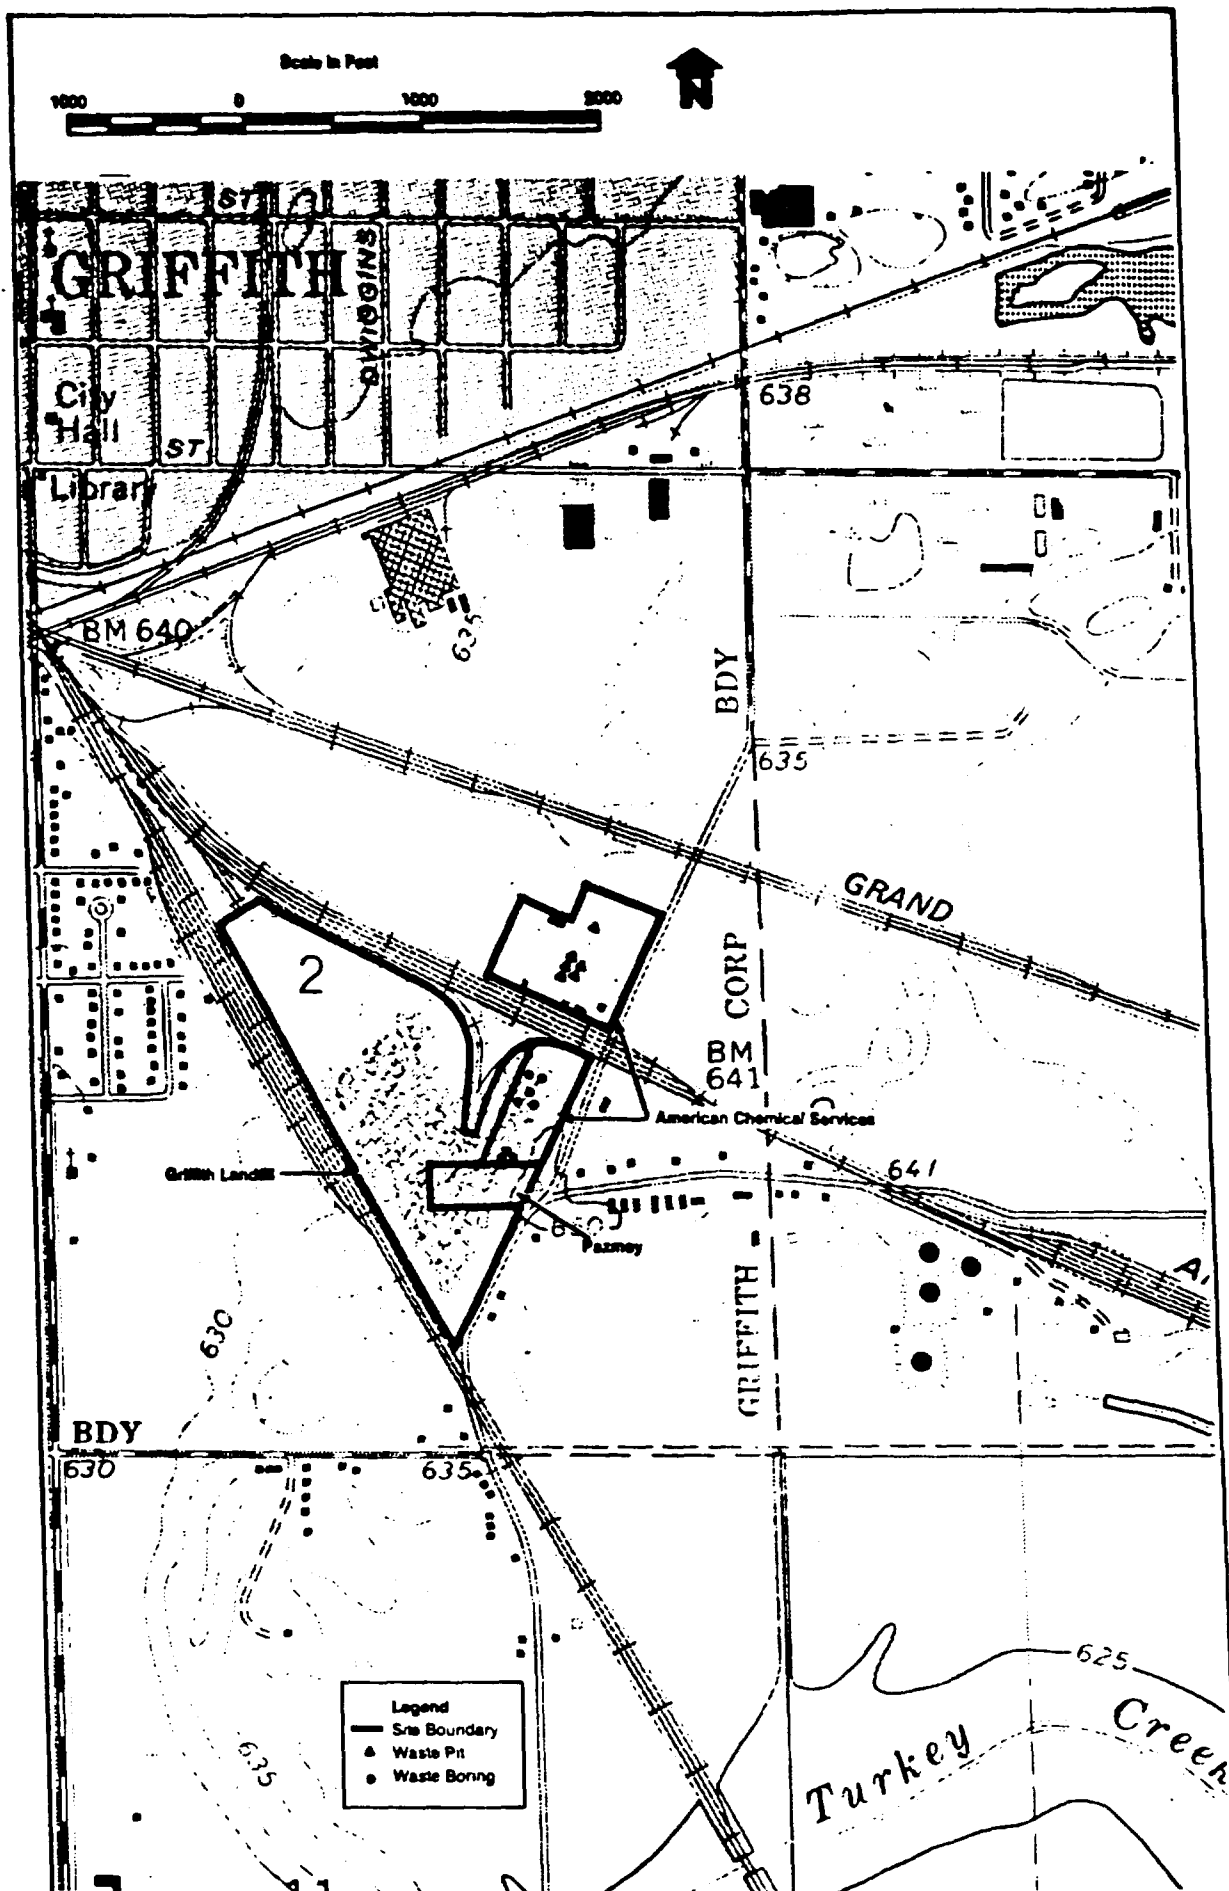 Scale in Feet
1000 0 1000 2000
N
ST
GRIFFITH
DWIGGINS
City
Hall
ST
Library
638
BM 640
635
BDY
635
GRAND
2
CORP
BM
641
American Chemical Services
Griffith Landfill
641
Pazmey
630
GRIFFITH
BDY
630
635
625
Turkey Creek
635
Legend
Site Boundary
Waste Pit
Waste Boring